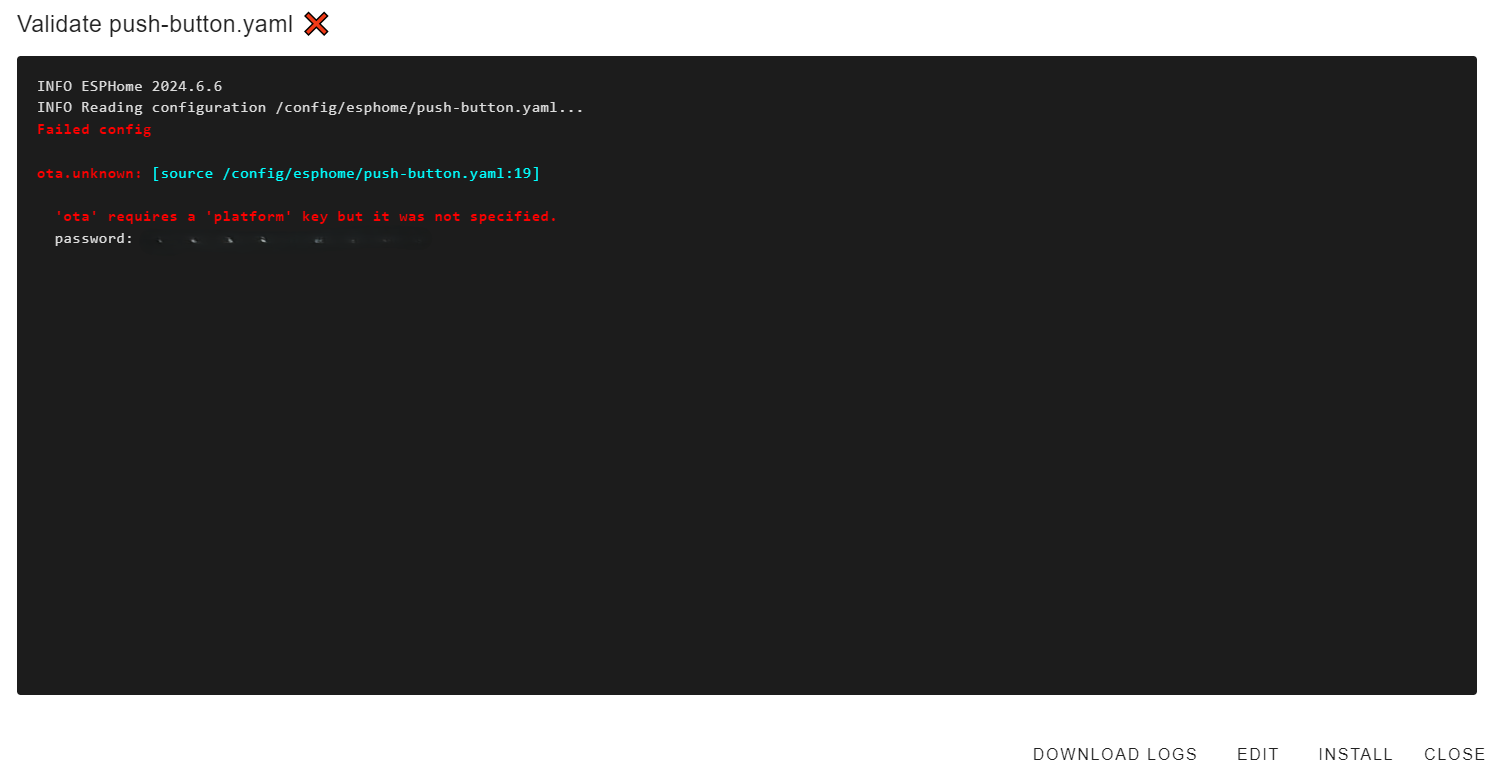 Validate push-button.yaml ❌
INFO ESPHome 2024.6.6
INFO Reading configuration /config/esphome/push-button.yaml...
Failed config
ota.unknown: [source /config/esphome/push-button.yaml:19]
'ota' requires a 'platform' key but it was not specified.
password:
DOWNLOAD LOGS EDIT INSTALL CLOSE